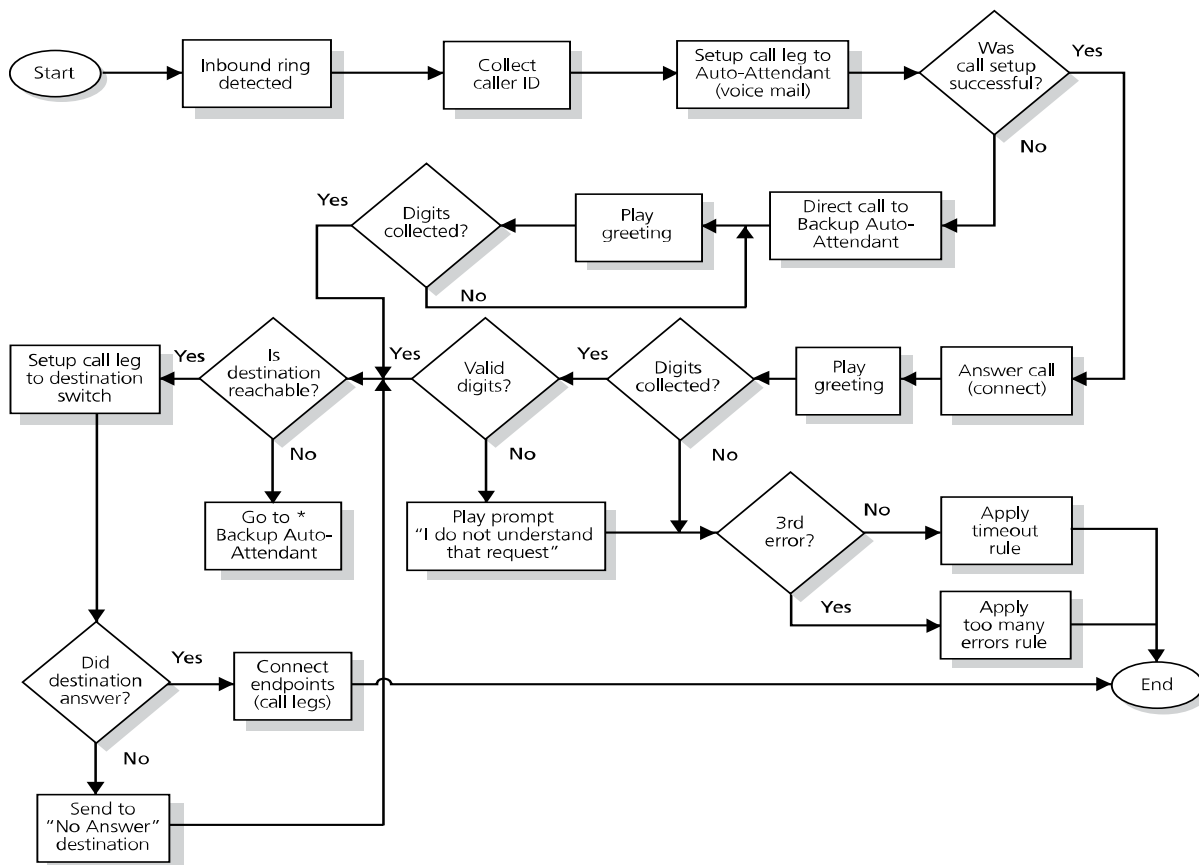 Start
Inbound ring
detected
Collect
caller ID
Setup call leg to
Auto-Attendant
(voice mail)
Was
call setup
successful?
Yes
No
Direct call to
Backup Auto-
Attendant
Play
greeting
Digits
collected?
Yes
No
Answer call
(connect)
Play
greeting
Digits
collected?
Yes
No
Valid
digits?
Yes
No
Is
destination
reachable?
Yes
No
Setup call leg
to destination
switch
Go to *
Backup Auto-
Attendant
Play prompt
“I do not understand
that request”
3rd
error?
No
Yes
Apply
timeout
rule
Apply
too many
errors rule
Did
destination
answer?
Yes
No
Connect
endpoints
(call legs)
End
Send to
“No Answer”
destination